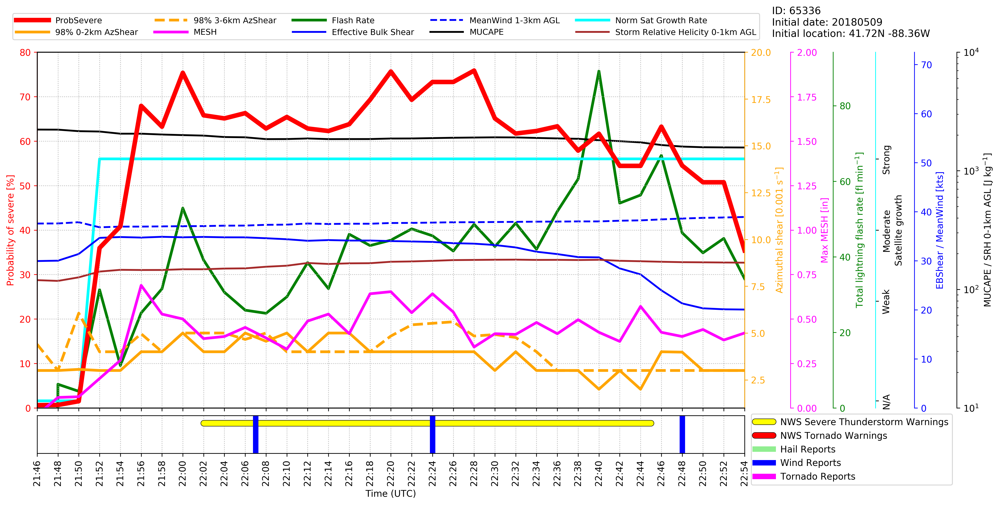 ProbSevere
98% 0-2km AzShear
98% 3-6km AzShear
MESH
Flash Rate
Effective Bulk Shear
MeanWind 1-3km AGL
MUCAPE
Norm Sat Growth Rate
Storm Relative Helicity 0-1km AGL
ID: 65336
Initial date: 20180509
Initial location: 41.72N -88.36W
80
70
60
50
40
30
20
10
0
Probability of severe [%]
20.0
17.5
15.0
12.5
10.0
7.5
5.0
2.5
Azimuthal shear [0.001 s⁻¹]
2.00
1.75
1.50
1.25
1.00
0.75
0.50
0.25
0.00
Max MESH [in]
80
60
40
20
0
Total lightning flash rate [fl min⁻¹]
Strong
Moderate
Weak
N/A
Satellite growth
70
60
50
40
30
20
10
0
EBShear / MeanWind [kts]
10⁴
10³
10²
10¹
MUCAPE / SRH 0-1km AGL [J kg⁻¹]
NWS Severe Thunderstorm Warnings
NWS Tornado Warnings
Hail Reports
Wind Reports
Tornado Reports
21:46
21:48
21:50
21:52
21:54
21:56
21:58
22:00
22:02
22:04
22:06
22:08
22:10
22:12
22:14
22:16
22:18
22:20
22:22
22:24
22:26
22:28
22:30
22:32
22:34
22:36
22:38
22:40
22:42
22:44
22:46
22:48
22:50
22:52
22:54
Time (UTC)